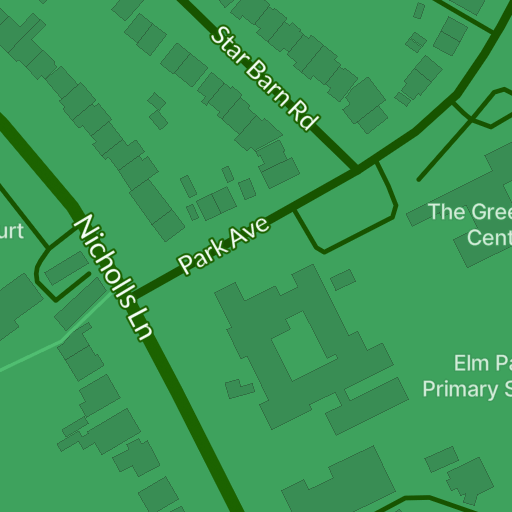 Star Barn Rd
The Gree
Cent
urt
Park Ave
Nicholls Ln
Elm Pa
Primary S